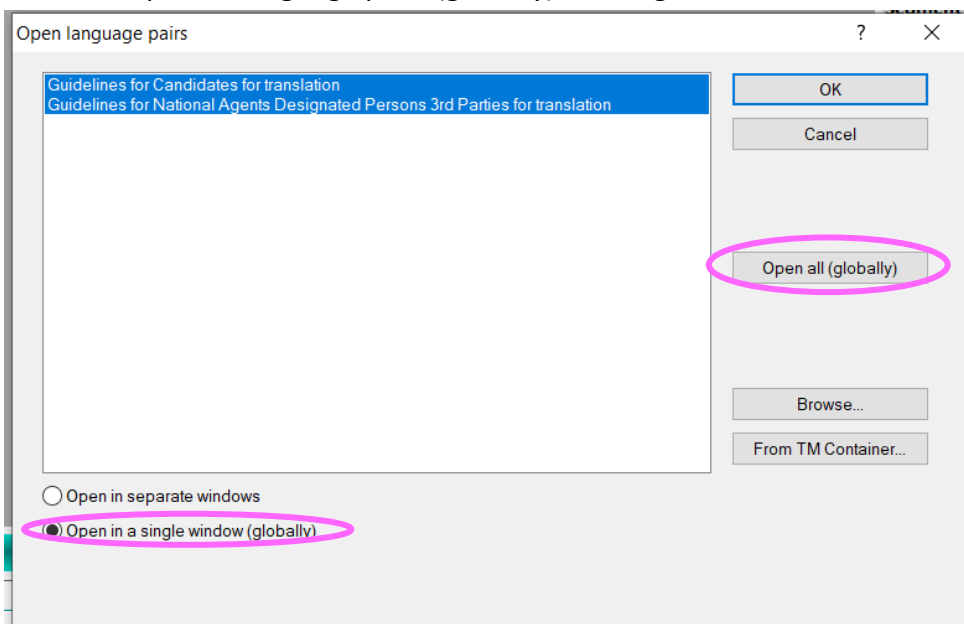 Open language pairs
?
Guidelines for Candidates for translation
Guidelines for National Agents Designated Persons 3rd Parties for translation
OK
Cancel
Open all (globally)
Browse...
From TM Container...
Open in separate windows
Open in a single window (globally)